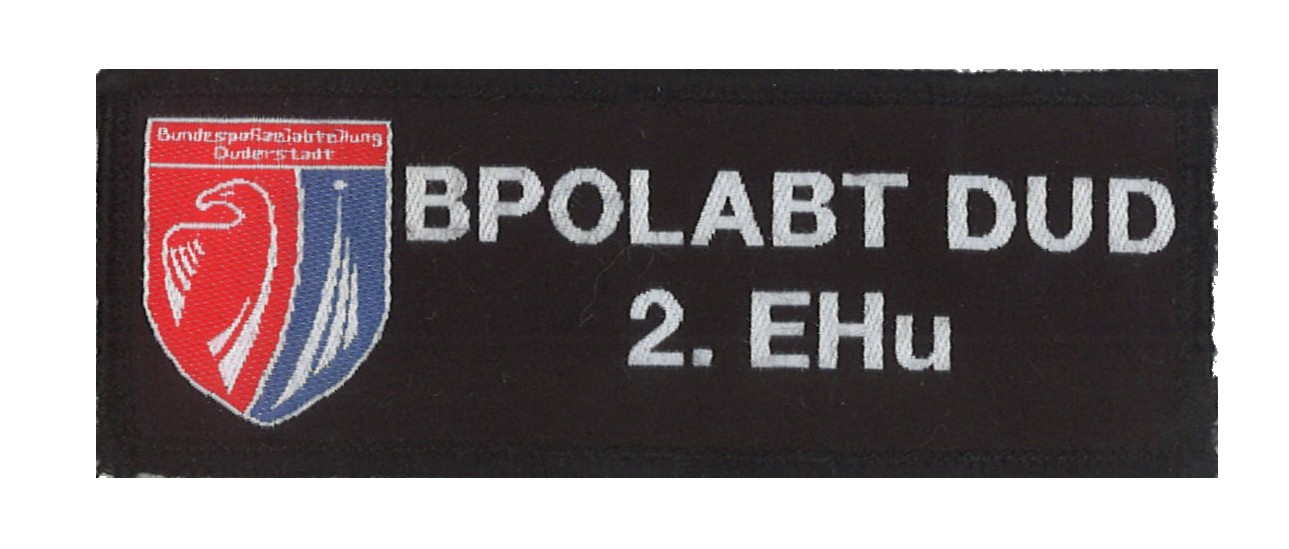 Bundespolizeiabteilung
Duderstadt
BPOLABT DUD
2. EHu